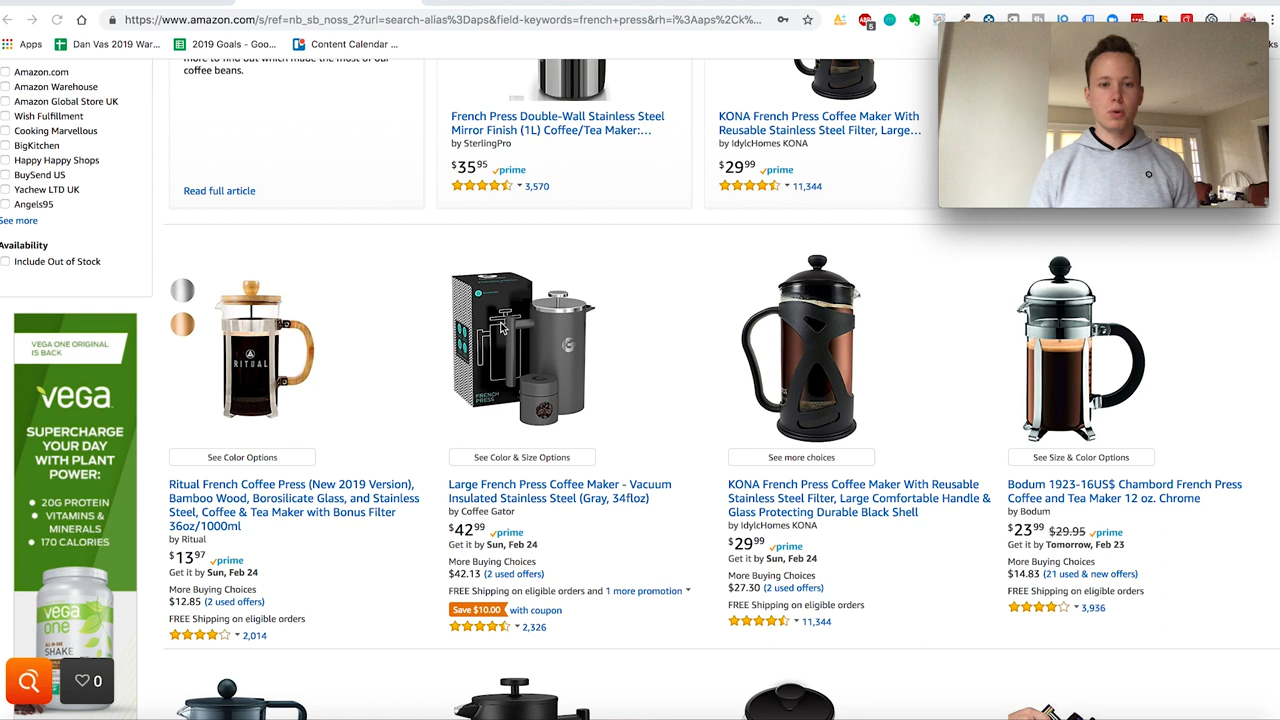 https://www.amazon.com/s/ref=nb_sb_noss_2?url=search-alias%3Daps&field-keywords=french+press&rh=i%3Aaps%2Ck%...
Apps
Dan Vas 2019 War...
2019 Goals - Goo...
Content Calendar ...
Amazon.com
Amazon Warehouse
Amazon Global Store UK
Wish Fulfillment
Cooking Marvellous
BigKitchen
Happy Happy Shops
BuySend US
Yachew LTD UK
Angels95
See more
Availability
Include Out of Stock
coffee beans.
Read full article
French Press Double-Wall Stainless Steel
Mirror Finish (1L) Coffee/Tea Maker:...
by SterlingPro
$35.95 prime
3,570
KONA French Press Coffee Maker With
Reusable Stainless Steel Filter, Large...
by IdylcHomes KONA
$29.99 prime
11,344
VEGA ONE ORIGINAL
IS BACK
vega
SUPERCHARGE
YOUR DAY
WITH PLANT
POWER:
20G PROTEIN
VITAMINS &
MINERALS
170 CALORIES
vega
one
SHAKE
0
RITUAL
See Color Options
Ritual French Coffee Press (New 2019 Version),
Bamboo Wood, Borosilicate Glass, and Stainless
Steel, Coffee & Tea Maker with Bonus Filter
36oz/1000ml
by Ritual
$13.97 prime
Get it by Sun, Feb 24
More Buying Choices
$12.85 (2 used offers)
FREE Shipping on eligible orders
2,014
FRENCH
PRESS
See Color & Size Options
Large French Press Coffee Maker - Vacuum
Insulated Stainless Steel (Gray, 34floz)
by Coffee Gator
$42.99 prime
Get it by Sun, Feb 24
More Buying Choices
$42.13 (2 used offers)
FREE Shipping on eligible orders and 1 more promotion
Save $10.00 with coupon
2,326
See more choices
KONA French Press Coffee Maker With Reusable
Stainless Steel Filter, Large Comfortable Handle &
Glass Protecting Durable Black Shell
by IdylcHomes KONA
$29.99 prime
Get it by Sun, Feb 24
More Buying Choices
$27.30 (2 used offers)
FREE Shipping on eligible orders
11,344
See Size & Color Options
Bodum 1923-16US$ Chambord French Press
Coffee and Tea Maker 12 oz. Chrome
by Bodum
$23.99 $29.95 prime
Get it by Tomorrow, Feb 23
More Buying Choices
$14.83 (21 used & new offers)
FREE Shipping on eligible orders
3,936